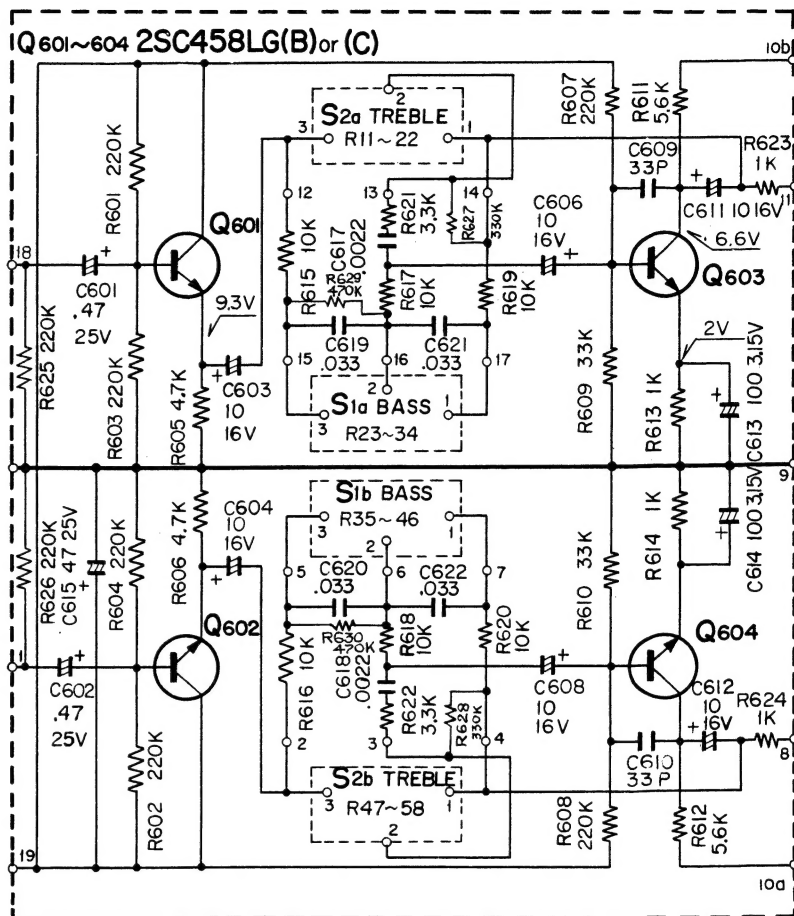 Q601~604 2SC458LG(B) or (C)
10b
S2a TREBLE
R11~22
2
3
1
R607
220K
R611
5.6K
C609
33P
R623
1K
11
C611 10 16V
6.6V
R601 220K
Q601
12
13
14
R621
3.3K
R627
330K
C606
10
16V
Q603
18
C601
.47
25V
R615 10K
C617
.0022
R629
470K
R617
10K
R619
10K
9.3V
C619
.033
C621
.033
2V
R625 220K
R603 220K
R605 4.7K
C603
10
16V
15
16
17
R609 33K
R613 1K
C613 100 3.15V
2
S1a BASS
3
1
R23~34
9
S1b BASS
R35~46
3
1
2
R626 220K
C615 47 25V
R604 220K
R606 4.7K
C604
10
16V
5
6
7
C620
.033
C622
.033
R610 33K
R614 1K
C614 100 3.15V
Q602
R630
470K
R618
10K
R620
10K
Q604
1
C602
.47
25V
R616 10K
C618
.0022
R622
3.3K
R628
330K
C608
10
16V
C612
10
16V
R624
1K
8
2
3
4
C610
33P
R602 220K
S2b TREBLE
R47~58
3
1
2
R608
220K
R612
5.6K
19
10a